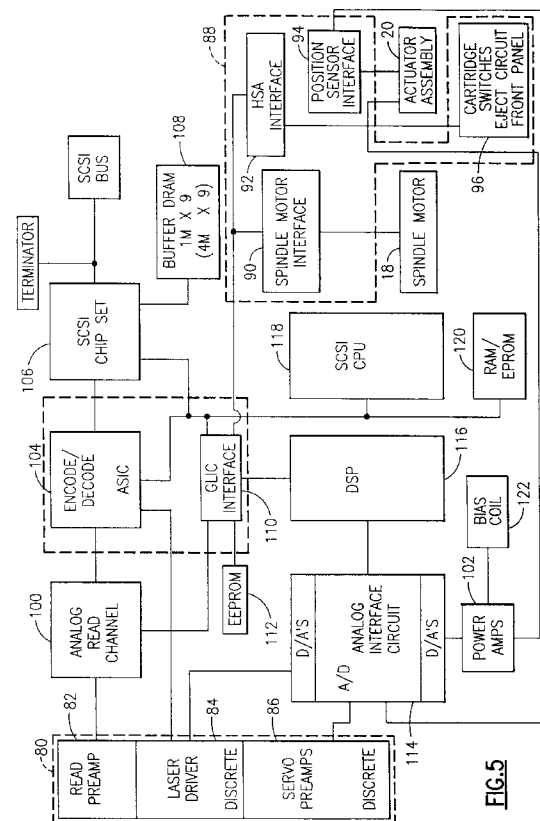 80
READ
PREAMP
82
LASER
DRIVER
84
DISCRETE
SERVO
PREAMPS
86
DISCRETE
100
ANALOG
READ
CHANNEL
104
ENCODE/
DECODE
ASIC
106
SCSI
CHIP SET
TERMINATOR
SCSI
BUS
BUFFER DRAM
1M X 9
(4M X 9)
108
GLIC
INTERFACE
110
EEPROM
112
88
HSA
INTERFACE
92
POSITION
SENSOR
INTERFACE
94
ACTUATOR
ASSEMBLY
20
CARTRIDGE
SWITCHES
EJECT CIRCUIT
FRONT PANEL
96
90
SPINDLE MOTOR
INTERFACE
18
SPINDLE MOTOR
118
SCSI
CPU
120
RAM/
EPROM
DSP
116
D/A'S
A/D
ANALOG
INTERFACE
CIRCUIT
D/A'S
114
102
POWER
AMPS
BIAS
COIL
122
FIG.5